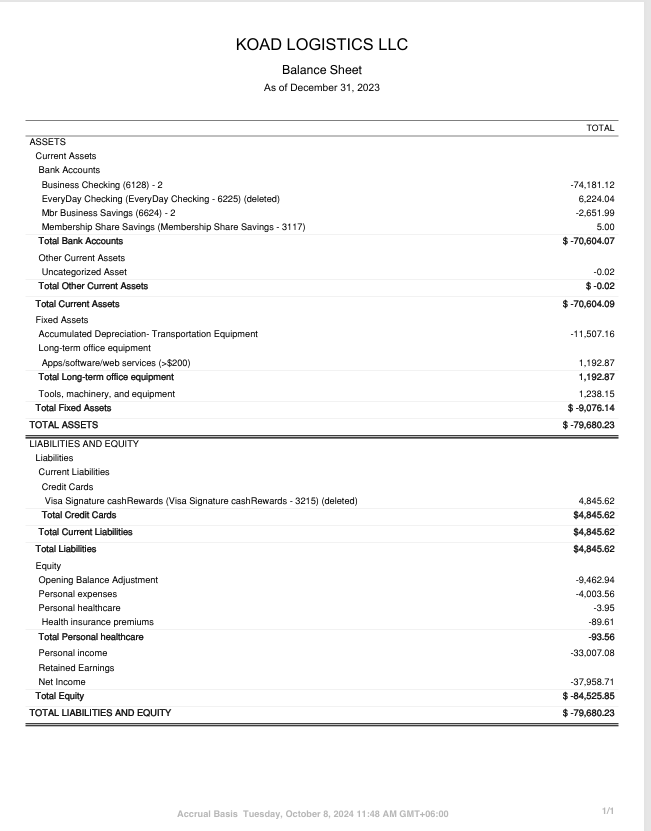 KOAD LOGISTICS LLC
Balance Sheet
As of December 31, 2023
TOTAL
ASSETS
Current Assets
Bank Accounts
Business Checking (6128) - 2 -74,181.12
EveryDay Checking (EveryDay Checking - 6225) (deleted) 6,224.04
Mbr Business Savings (6624) - 2 -2,651.99
Membership Share Savings (Membership Share Savings - 3117) 5.00
Total Bank Accounts $ -70,604.07
Other Current Assets
Uncategorized Asset -0.02
Total Other Current Assets $ -0.02
Total Current Assets $ -70,604.09
Fixed Assets
Accumulated Depreciation- Transportation Equipment -11,507.16
Long-term office equipment
Apps/software/web services (>$200) 1,192.87
Total Long-term office equipment 1,192.87
Tools, machinery, and equipment 1,238.15
Total Fixed Assets $ -9,076.14
TOTAL ASSETS $ -79,680.23
LIABILITIES AND EQUITY
Liabilities
Current Liabilities
Credit Cards
Visa Signature cashRewards (Visa Signature cashRewards - 3215) (deleted) 4,845.62
Total Credit Cards $4,845.62
Total Current Liabilities $4,845.62
Total Liabilities $4,845.62
Equity
Opening Balance Adjustment -9,462.94
Personal expenses -4,003.56
Personal healthcare -3.95
Health insurance premiums -89.61
Total Personal healthcare -93.56
Personal income -33,007.08
Retained Earnings
Net Income -37,958.71
Total Equity $ -84,525.85
TOTAL LIABILITIES AND EQUITY $ -79,680.23
Accrual Basis Tuesday, October 8, 2024 11:48 AM GMT+06:00
1/1